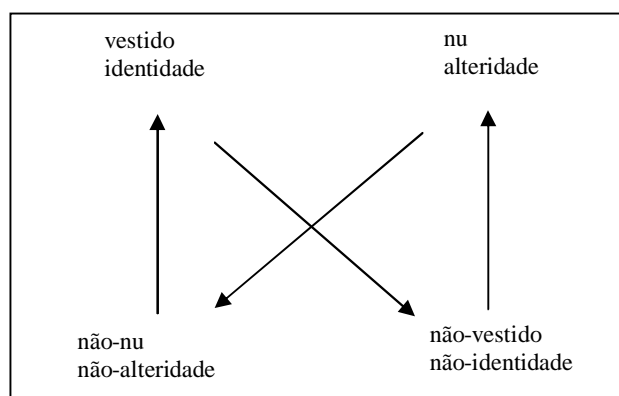 vestido
identidade
nu
alteridade
não-nu
não-alteridade
não-vestido
não-identidade